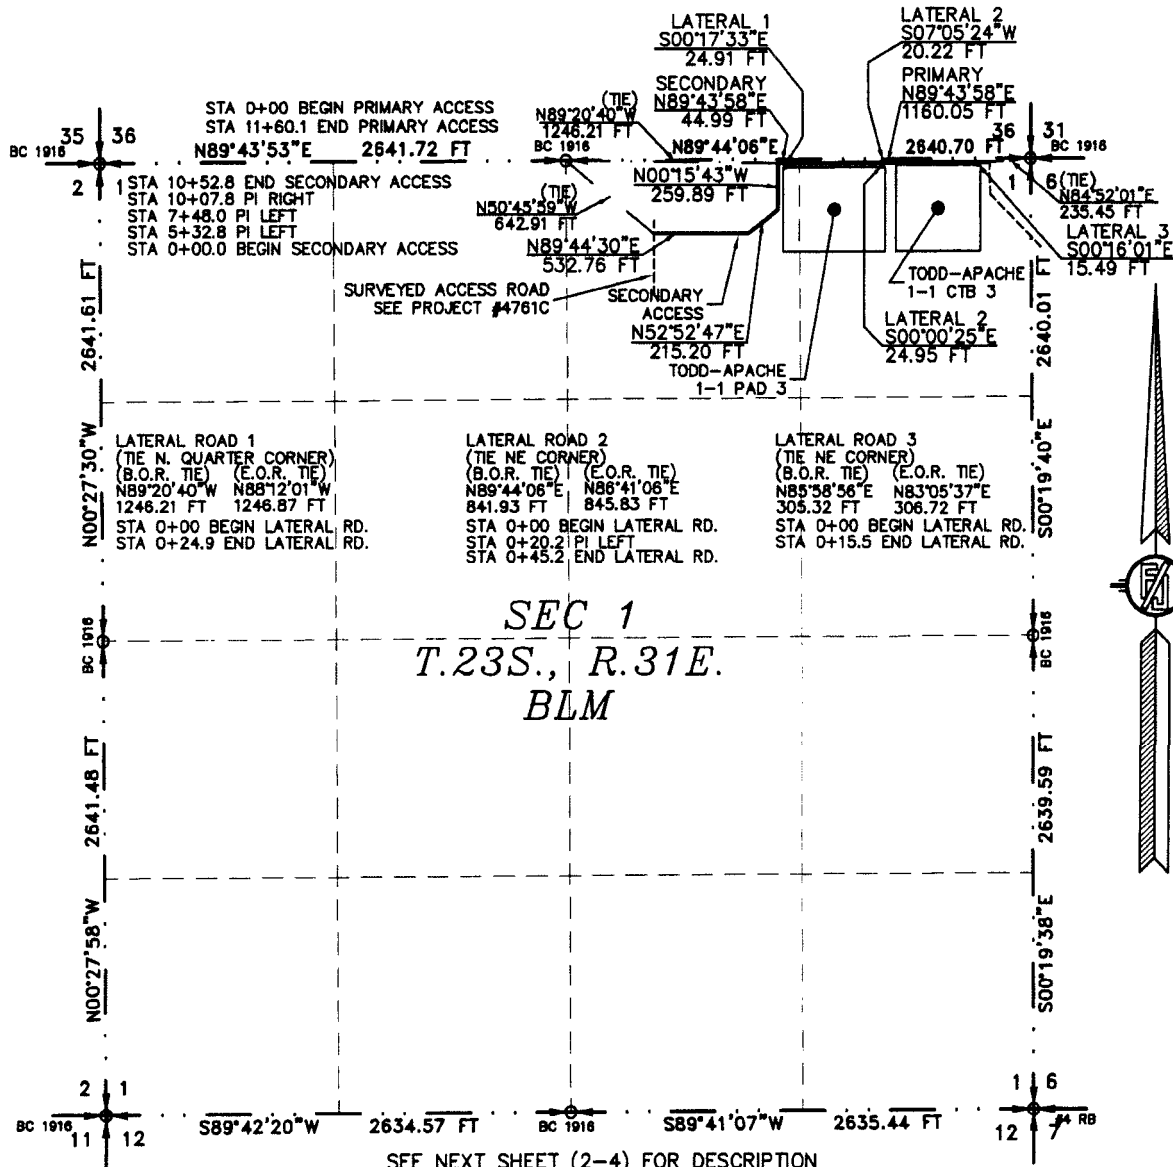 LATERAL 1
S00°17'33"E
24.91 FT
LATERAL 2
S07°05'24"W
20.22 FT
SECONDARY
N89°43'58"E
44.99 FT
PRIMARY
N89°43'58"E
1160.05 FT
STA 0+00 BEGIN PRIMARY ACCESS
STA 11+60.1 END PRIMARY ACCESS
(TIE)
N89°20'40"W
1246.21 FT
35 36
BC 1916
2 1
N89°43'53"E 2641.72 FT
BC 1916
N89°44'06"E 2640.70 FT
36 31
BC 1916
1 6
STA 10+52.8 END SECONDARY ACCESS
STA 10+07.8 PI RIGHT
STA 7+48.0 PI LEFT
STA 5+32.8 PI LEFT
STA 0+00.0 BEGIN SECONDARY ACCESS
(TIE)
N50°45'59"W
642.91 FT
N00°15'43"W
259.89 FT
(TIE)
N84°52'01"E
235.45 FT
N89°44'30"E
532.76 FT
LATERAL 3
S00°16'01"E
15.49 FT
SURVEYED ACCESS ROAD
SEE PROJECT #4761C
SECONDARY
ACCESS
N52°52'47"E
215.20 FT
TODD-APACHE
1-1 PAD 3
TODD-APACHE
1-1 CTB 3
LATERAL 2
S00°00'25"E
24.95 FT
2641.61 FT
N00°27'30"W
2640.01 FT
S00°19'40"E
LATERAL ROAD 1
(TIE N. QUARTER CORNER)
(B.O.R. TIE) (E.O.R. TIE)
N89°20'40"W N88°12'01"W
1246.21 FT 1246.87 FT
STA 0+00 BEGIN LATERAL RD.
STA 0+24.9 END LATERAL RD.
LATERAL ROAD 2
(TIE NE CORNER)
(B.O.R. TIE) (E.O.R. TIE)
N89°44'06"E N86°41'06"E
841.93 FT 845.83 FT
STA 0+00 BEGIN LATERAL RD.
STA 0+20.2 PI LEFT
STA 0+45.2 END LATERAL RD.
LATERAL ROAD 3
(TIE NE CORNER)
(B.O.R. TIE) (E.O.R. TIE)
N85°58'56"E N83°05'37"E
305.32 FT 306.72 FT
STA 0+00 BEGIN LATERAL RD.
STA 0+15.5 END LATERAL RD.
SEC 1
T.23S., R.31E.
BLM
BC 1916
BC 1916
2641.48 FT
N00°27'58"W
2639.59 FT
S00°19'38"E
2 1
BC 1916
11 12
S89°42'20"W 2634.57 FT
BC 1916
S89°41'07"W 2635.44 FT
1 6
12 7
#4 RB
SEE NEXT SHEET (2-4) FOR DESCRIPTION